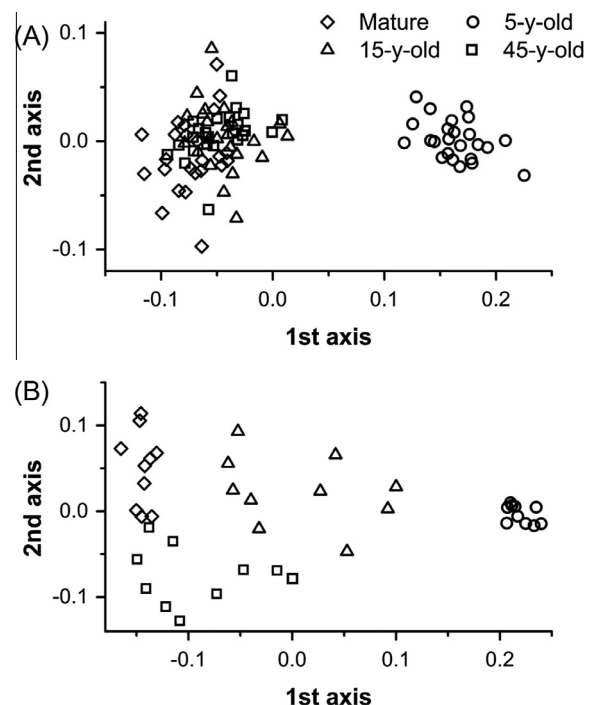 (A)
Mature 5-y-old
15-y-old 45-y-old
0.1
0.0
-0.1
2nd axis
-0.1 0.0 0.1 0.2
1st axis
(B)
0.1
0.0
-0.1
2nd axis
-0.1 0.0 0.1 0.2
1st axis